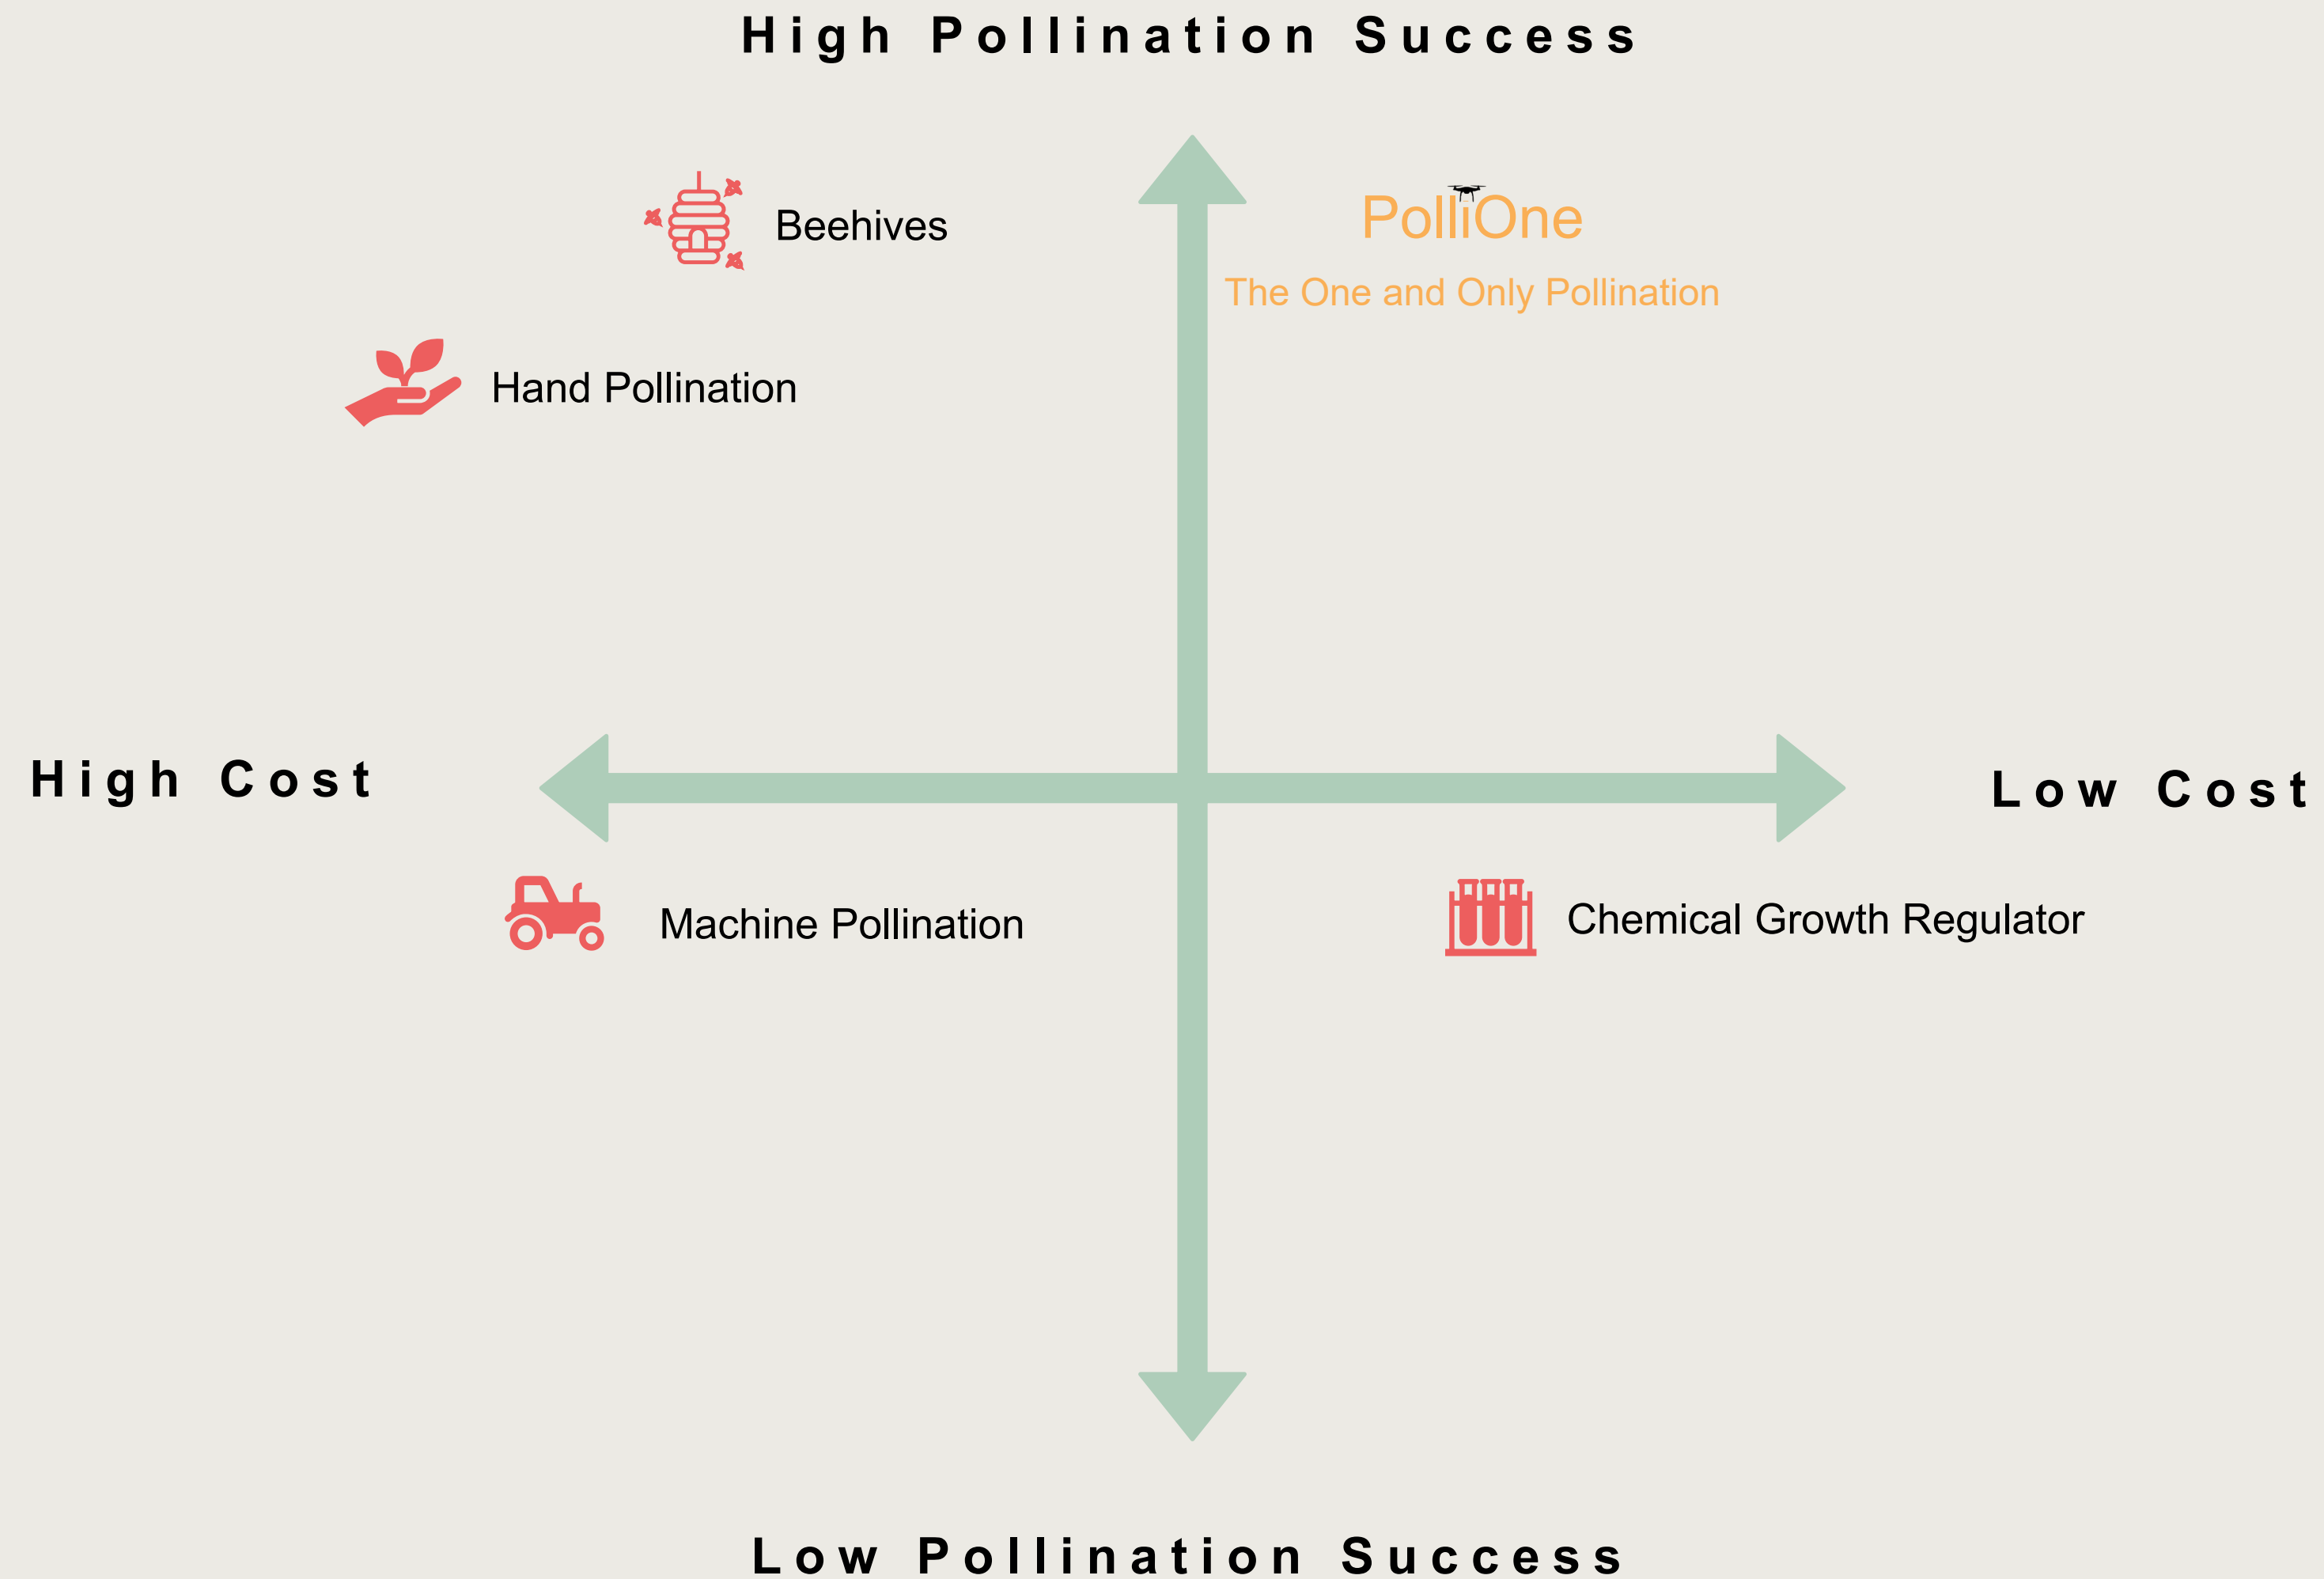 High Pollination Success
Beehives
PolliOne
The One and Only Pollination
Hand Pollination
High Cost
Low Cost
Machine Pollination
Chemical Growth Regulator
Low Pollination Success